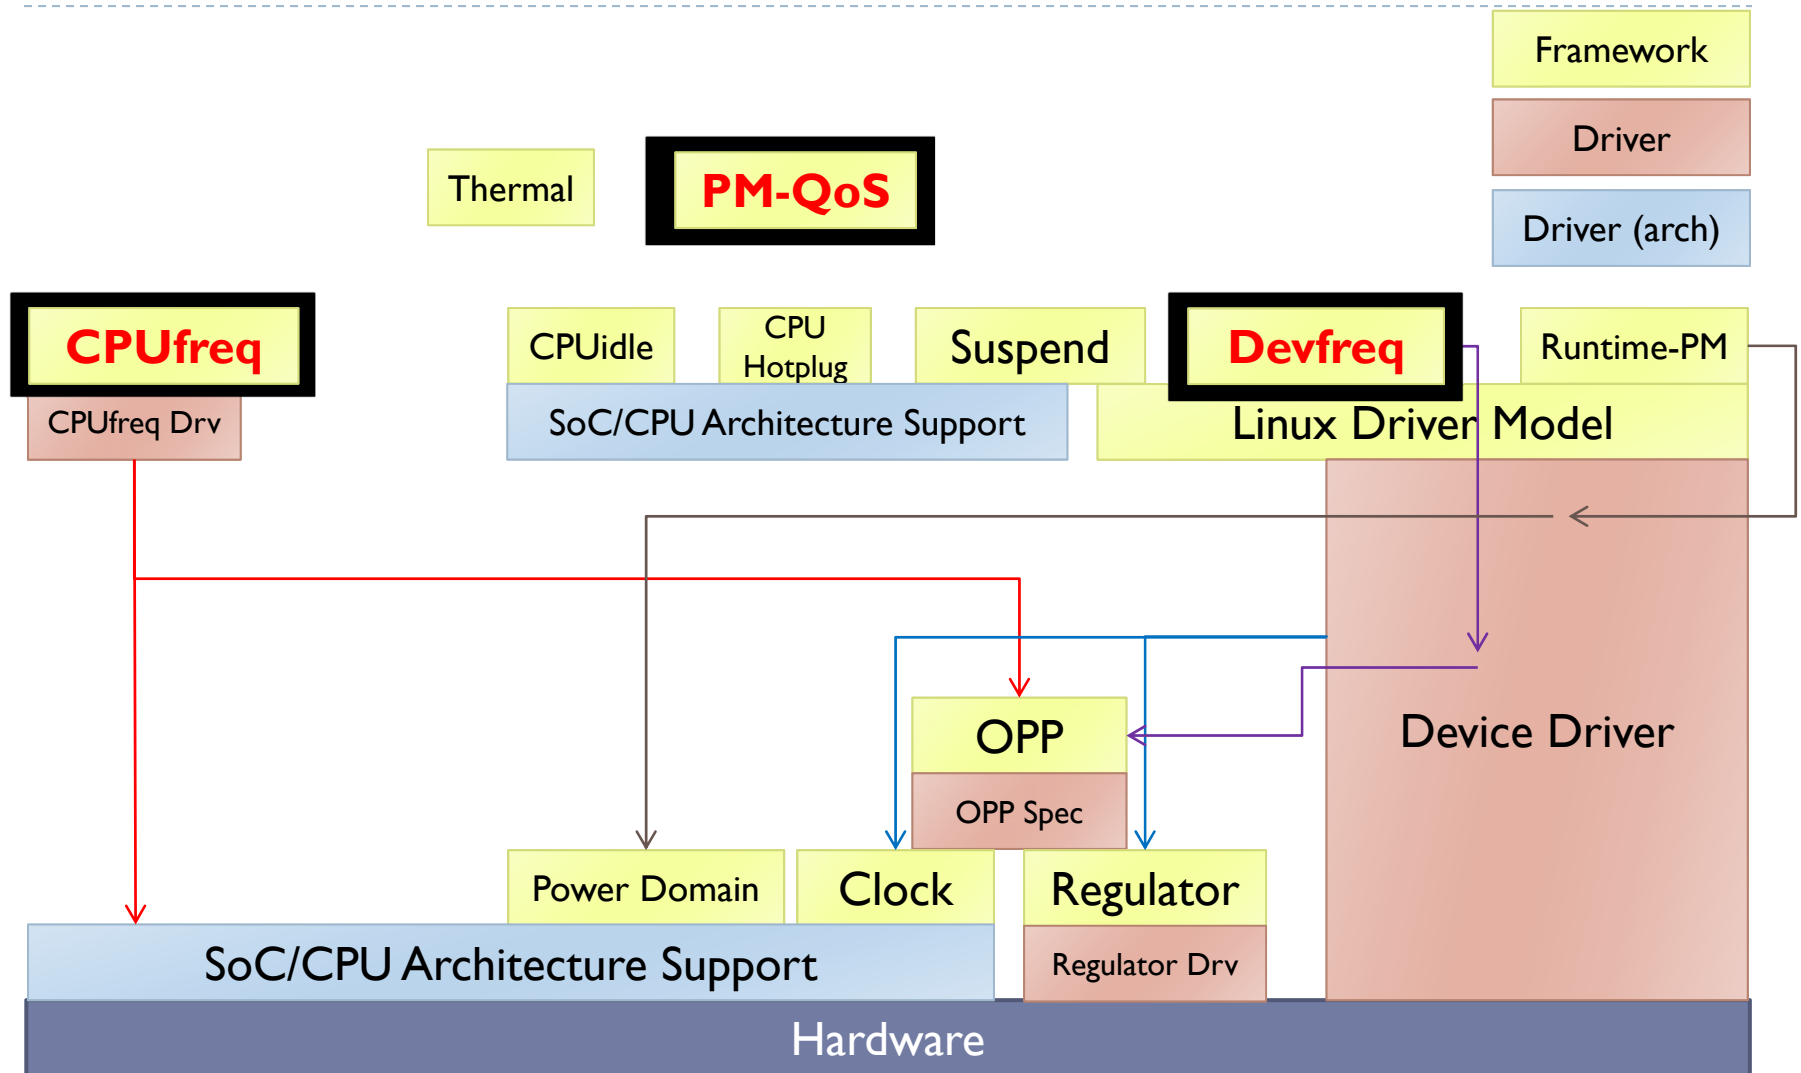 Framework
Driver
Driver (arch)
Thermal
PM-QoS
CPUfreq
CPUidle
CPU
Hotplug
Suspend
Devfreq
Runtime-PM
CPUfreq Drv
SoC/CPU Architecture Support
Linux Driver Model
OPP
Device Driver
OPP Spec
Power Domain
Clock
Regulator
SoC/CPU Architecture Support
Regulator Drv
Hardware